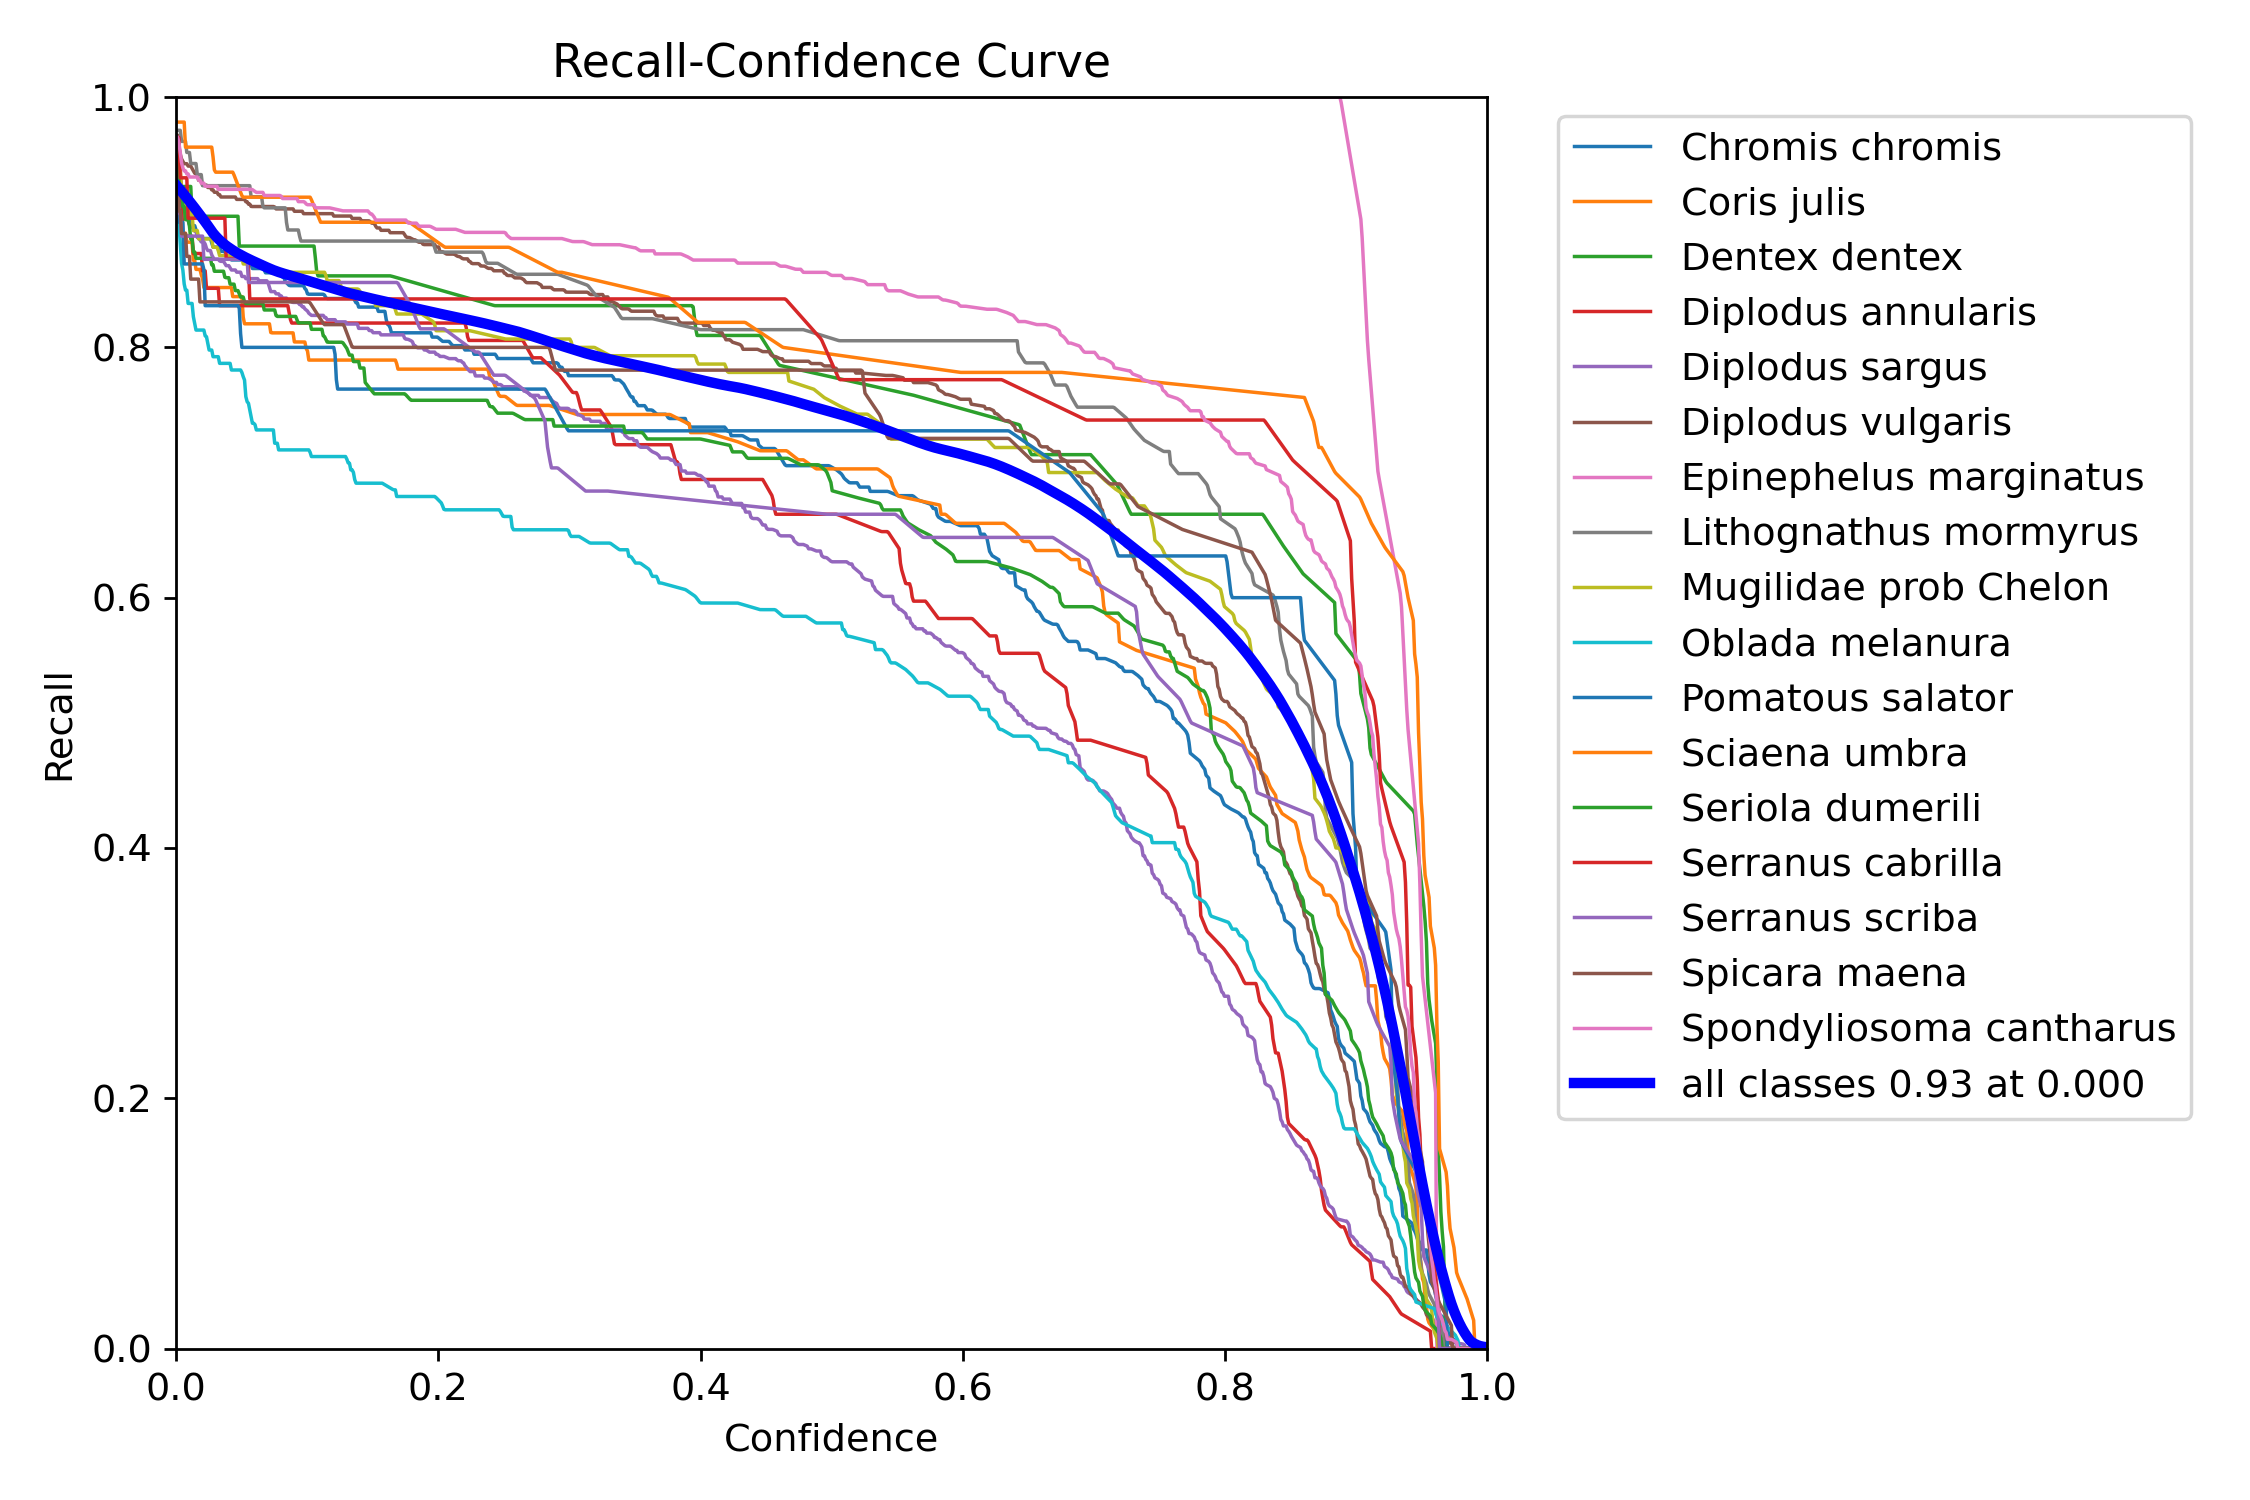 Recall-Confidence Curve
1.0
0.8
0.6
0.4
0.2
0.0
Recall
0.0 0.2 0.4 0.6 0.8 1.0
Confidence
Chromis chromis
Coris julis
Dentex dentex
Diplodus annularis
Diplodus sargus
Diplodus vulgaris
Epinephelus marginatus
Lithognathus mormyrus
Mugilidae prob Chelon
Oblada melanura
Pomatous salator
Sciaena umbra
Seriola dumerili
Serranus cabrilla
Serranus scriba
Spicara maena
Spondyliosoma cantharus
all classes 0.93 at 0.000